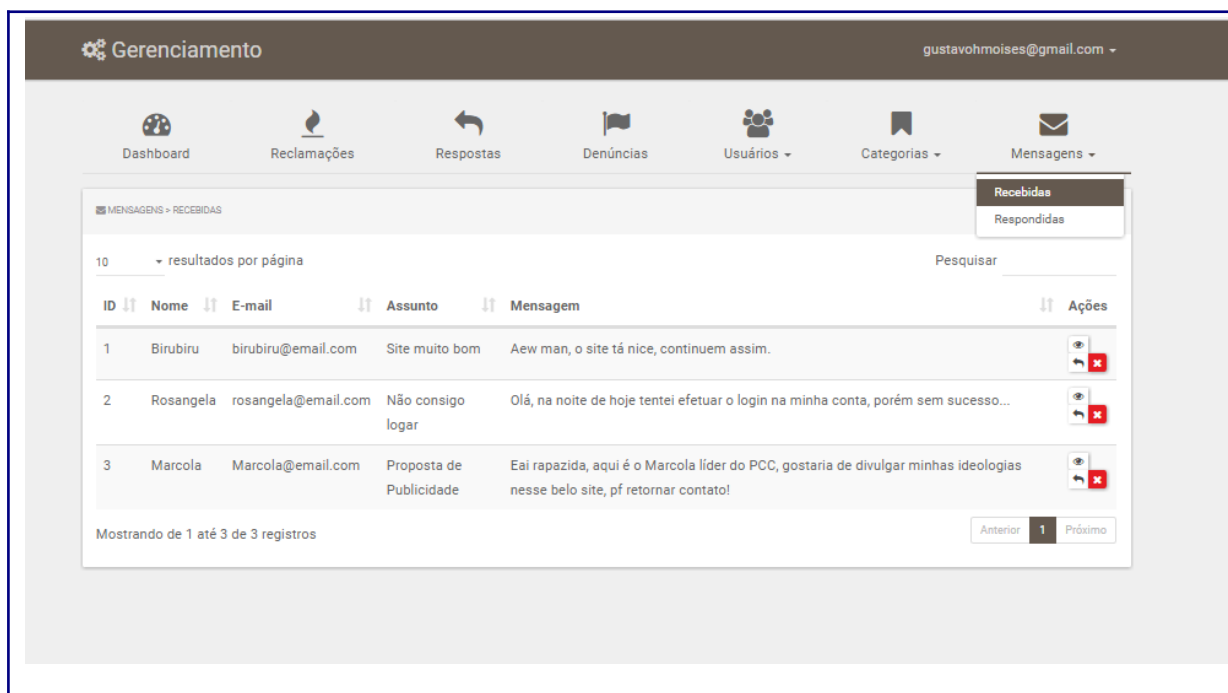 Gerenciamento
gustavohmoises@gmail.com
Dashboard
Reclamações
Respostas
Denúncias
Usuários
Categorias
Mensagens
Recebidas
Respondidas
MENSAGENS > RECEBIDAS
10 resultados por página
Pesquisar
ID Nome E-mail Assunto Mensagem Ações
1 Birubiru birubiru@email.com Site muito bom Aew man, o site tá nice, continuem assim.
2 Rosangela rosangela@email.com Não consigo logar Olá, na noite de hoje tentei efetuar o login na minha conta, porém sem sucesso...
3 Marcola Marcola@email.com Proposta de Publicidade Eai rapazida, aqui é o Marcola líder do PCC, gostaria de divulgar minhas ideologias
nesse belo site, pf retornar contato!
Mostrando de 1 até 3 de 3 registros
Anterior 1 Próximo